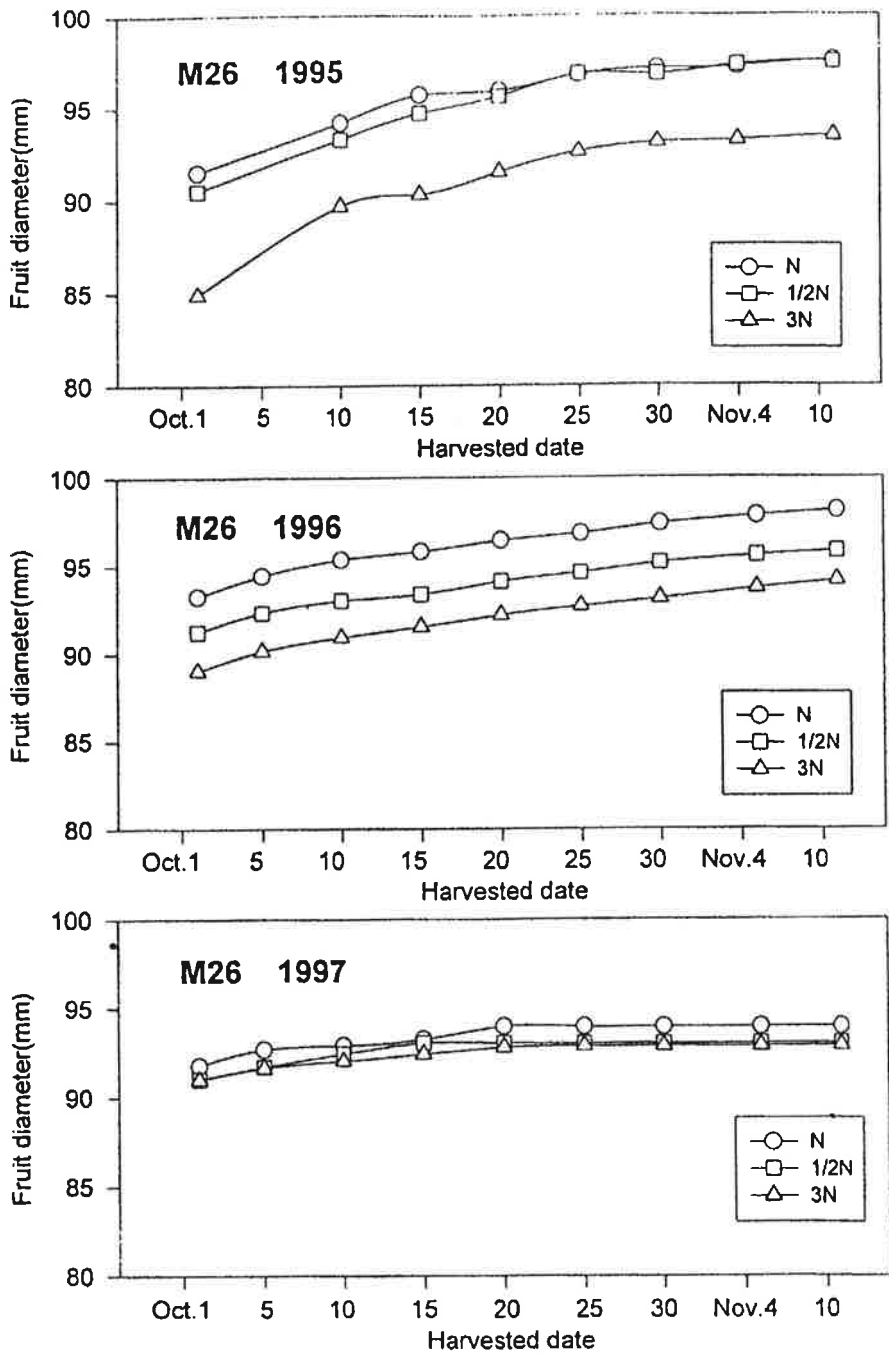 100
M26 1995
95
90
85
80
Fruit diameter(mm)
N
1/2N
3N
Oct.1 5 10 15 20 25 30 Nov.4 10
Harvested date
100
M26 1996
95
90
85
80
Fruit diameter(mm)
N
1/2N
3N
Oct.1 5 10 15 20 25 30 Nov.4 10
Harvested date
100
M26 1997
95
90
85
80
Fruit diameter(mm)
N
1/2N
3N
Oct.1 5 10 15 20 25 30 Nov.4 10
Harvested date